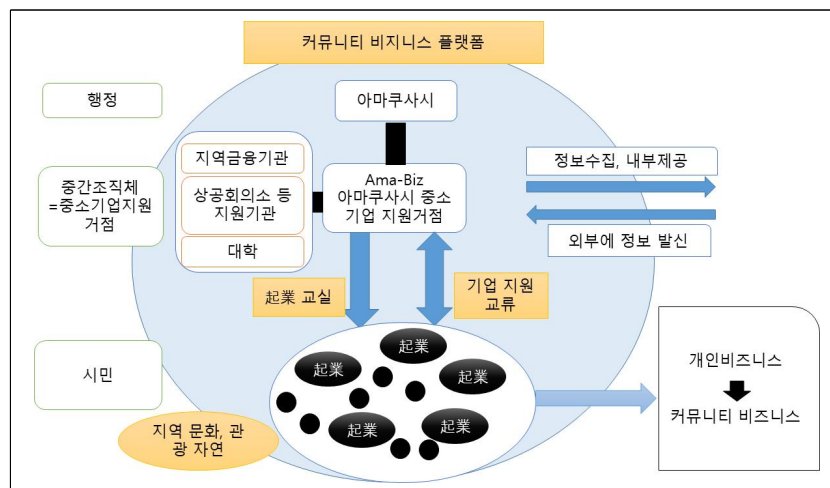 커뮤니티 비지니스 플랫폼
행정
아마쿠사시
지역금융기관
상공회의소 등
지원기관
대학
중간조직체
=중소기업지원
거점
Ama-Biz
아마쿠사시 중소
기업 지원거점
정보수집, 내부제공
외부에 정보 발신
起業 교실
기업 지원
교류
시민
起業
起業
起業
起業
起業
지역 문화, 관
광 자연
개인비즈니스
커뮤니티 비즈니스